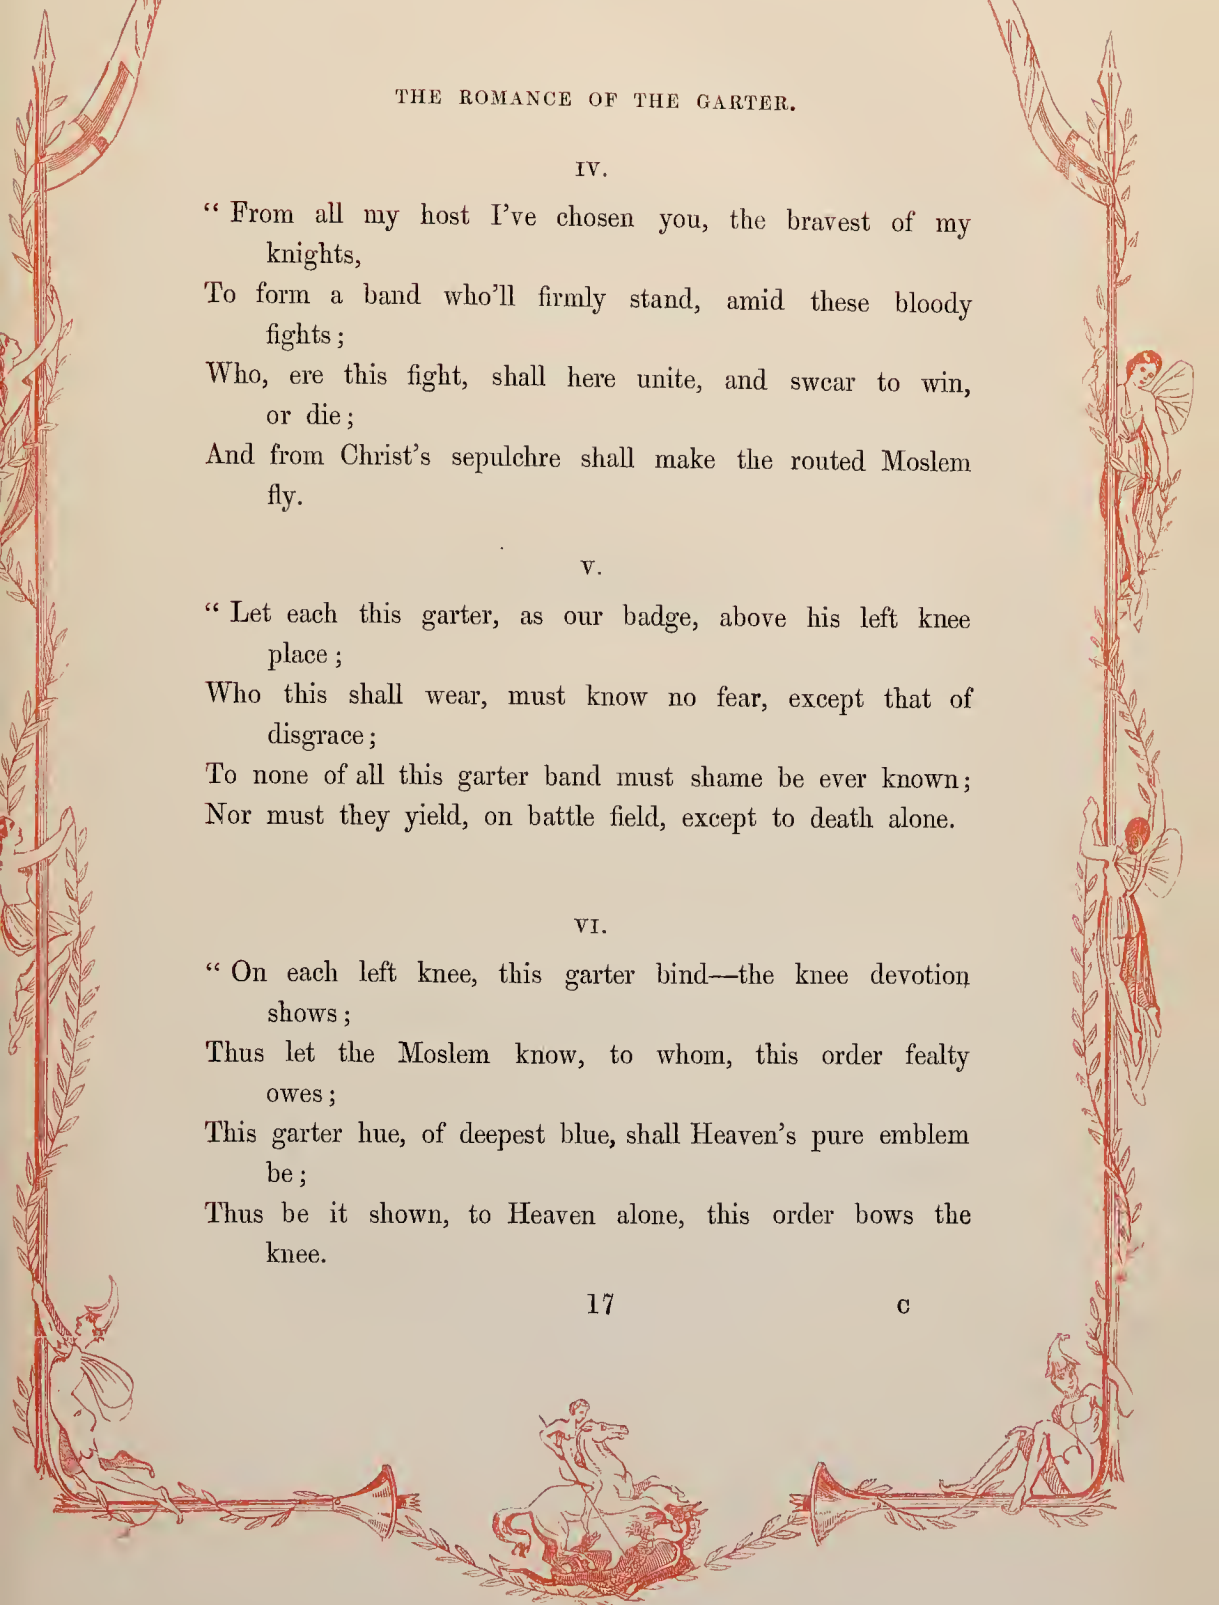 THE ROMANCE OF THE GARTER.
IV.
“ From all my host I’ve chosen you, the bravest of my
knights,
To form a band who’ll firmly stand, amid these bloody
fights ;
Who, ere this fight, shall here unite, and swear to win,
or die ;
And from Christ’s sepulchre shall make the routed Moslem
fly.
V.
“ Let each this garter, as our badge, above his left knee
place ;
Who this shall wear, must know no fear, except that of
disgrace ;
To none of all this garter band must shame be ever known ;
Nor must they yield, on battle field, except to death alone.
VI.
“ On each left knee, this garter bind—the knee devotion
shows ;
Thus let the Moslem know, to whom, this order fealty
owes ;
This garter hue, of deepest blue, shall Heaven’s pure emblem
be ;
Thus be it shown, to Heaven alone, this order bows the
knee.
17 C